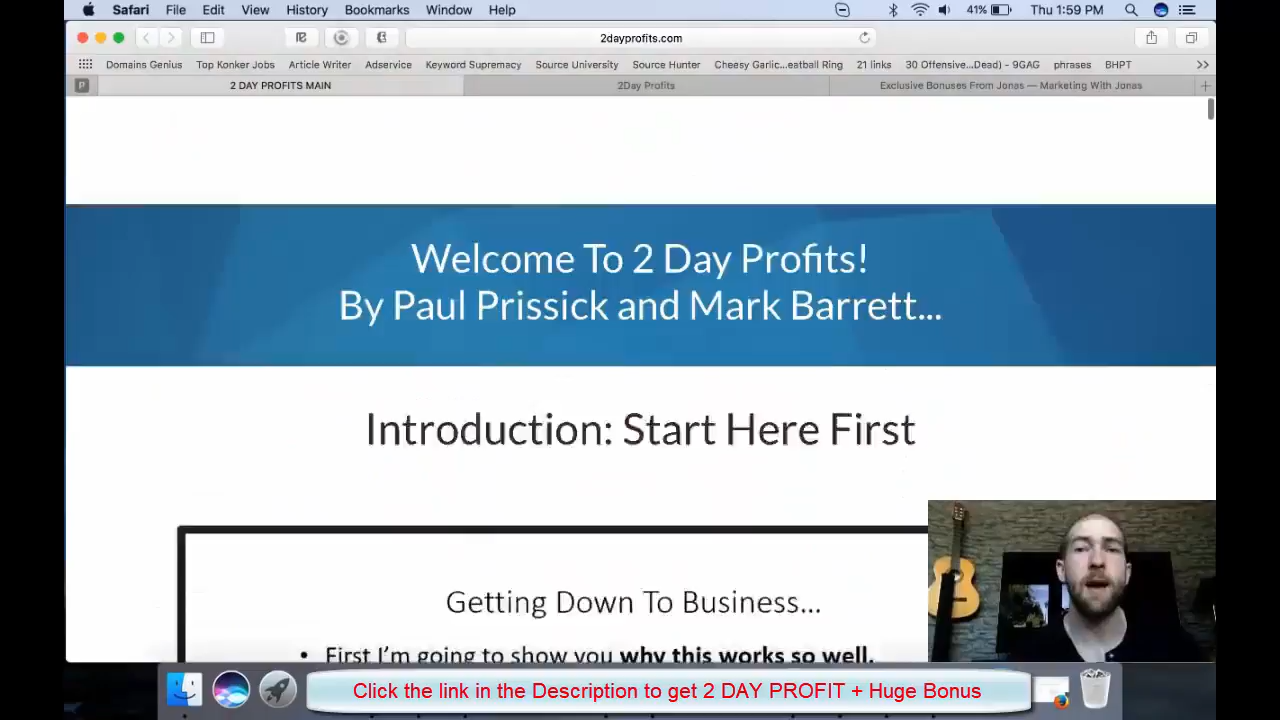 Safari File Edit View History Bookmarks Window Help 41% Thu 1:59 PM
2dayprofits.com
Domains Genius Top Konker Jobs Article Writer Adservice Keyword Supremacy Source University Source Hunter Cheesy Garlic...eatball Ring 21 links 30 Offensive...Dead) - 9GAG phrases BHPT >>
P 2 DAY PROFITS MAIN 2Day Profits Exclusive Bonuses From Jonas — Marketing With Jonas +
Welcome To 2 Day Profits!
By Paul Prissick and Mark Barrett...
Introduction: Start Here First
Getting Down To Business...
• First I'm going to show you why this works so well.
Click the link in the Description to get 2 DAY PROFIT + Huge Bonus